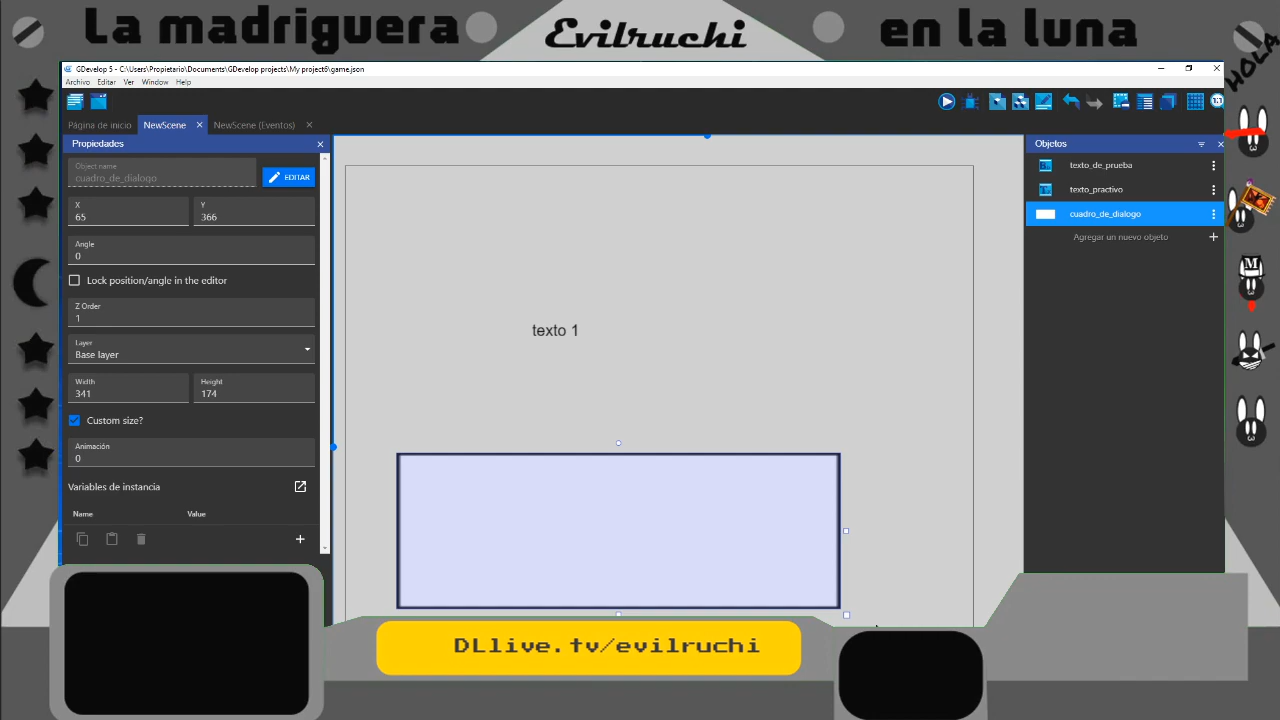 La madriguera
Evilruchi
en la luna
HOLA
GDevelop 5 - C:\Users\Propietario\Documents\GDevelop projects\My project6\game.json
Archivo Editar Ver Window Help
Página de inicio
NewScene
NewScene (Eventos)
Propiedades
Object name
cuadro_de_dialogo
EDITAR
X
65
Y
366
Angle
0
Lock position/angle in the editor
Z Order
1
Layer
Base layer
Width
341
Height
174
Custom size?
Animación
0
Variables de instancia
Name Value
texto 1
1:1
Objetos
texto_de_prueba
texto_practivo
cuadro_de_dialogo
Agregar un nuevo objeto
M
DLlive.tv/evilruchi